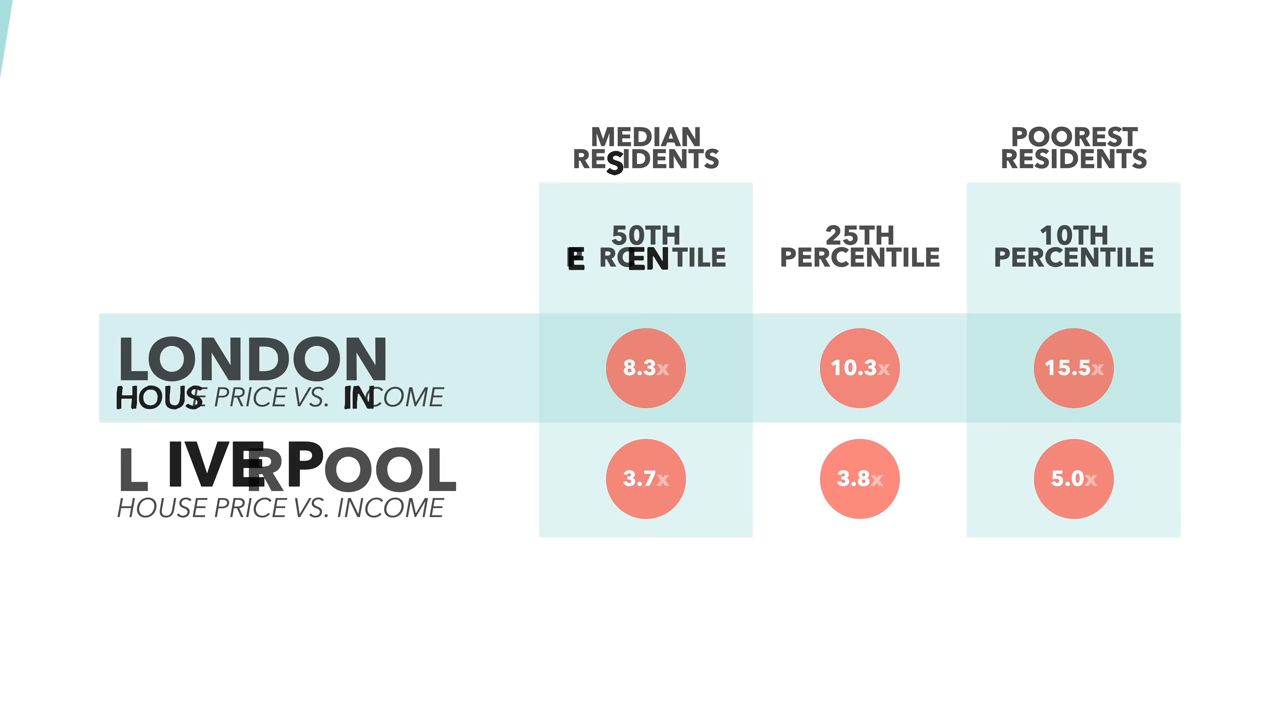 MEDIAN
RESIDENTS
POOREST
RESIDENTS
50TH
PERCENTILE
25TH
PERCENTILE
10TH
PERCENTILE
LONDON
HOUSE PRICE VS. INCOME
8.3x
10.3x
15.5x
LIVERPOOL
HOUSE PRICE VS. INCOME
3.7x
3.8x
5.0x